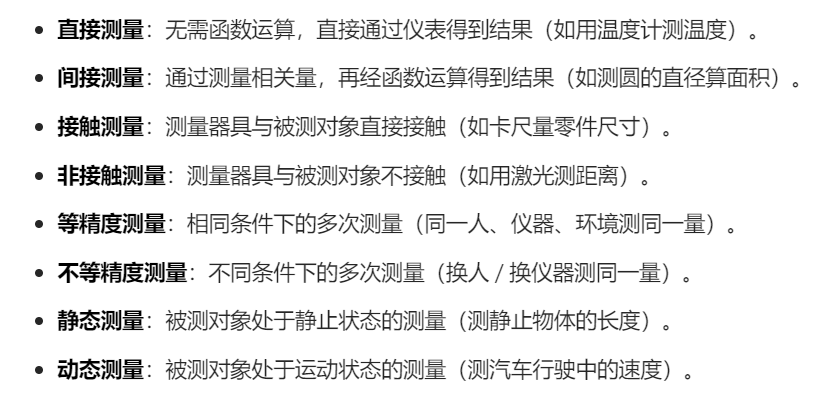 • 直接测量：无需函数运算，直接通过仪表得到结果（如用温度计测温度）。
• 间接测量：通过测量相关量，再经函数运算得到结果（如测圆的直径算面积）。
• 接触测量：测量器具与被测对象直接接触（如卡尺量零件尺寸）。
• 非接触测量：测量器具与被测对象不接触（如用激光测距离）。
• 等精度测量：相同条件下的多次测量（同一人、仪器、环境测同一量）。
• 不等精度测量：不同条件下的多次测量（换人 / 换仪器测同一量）。
• 静态测量：被测对象处于静止状态的测量（测静止物体的长度）。
• 动态测量：被测对象处于运动状态的测量（测汽车行驶中的速度）。